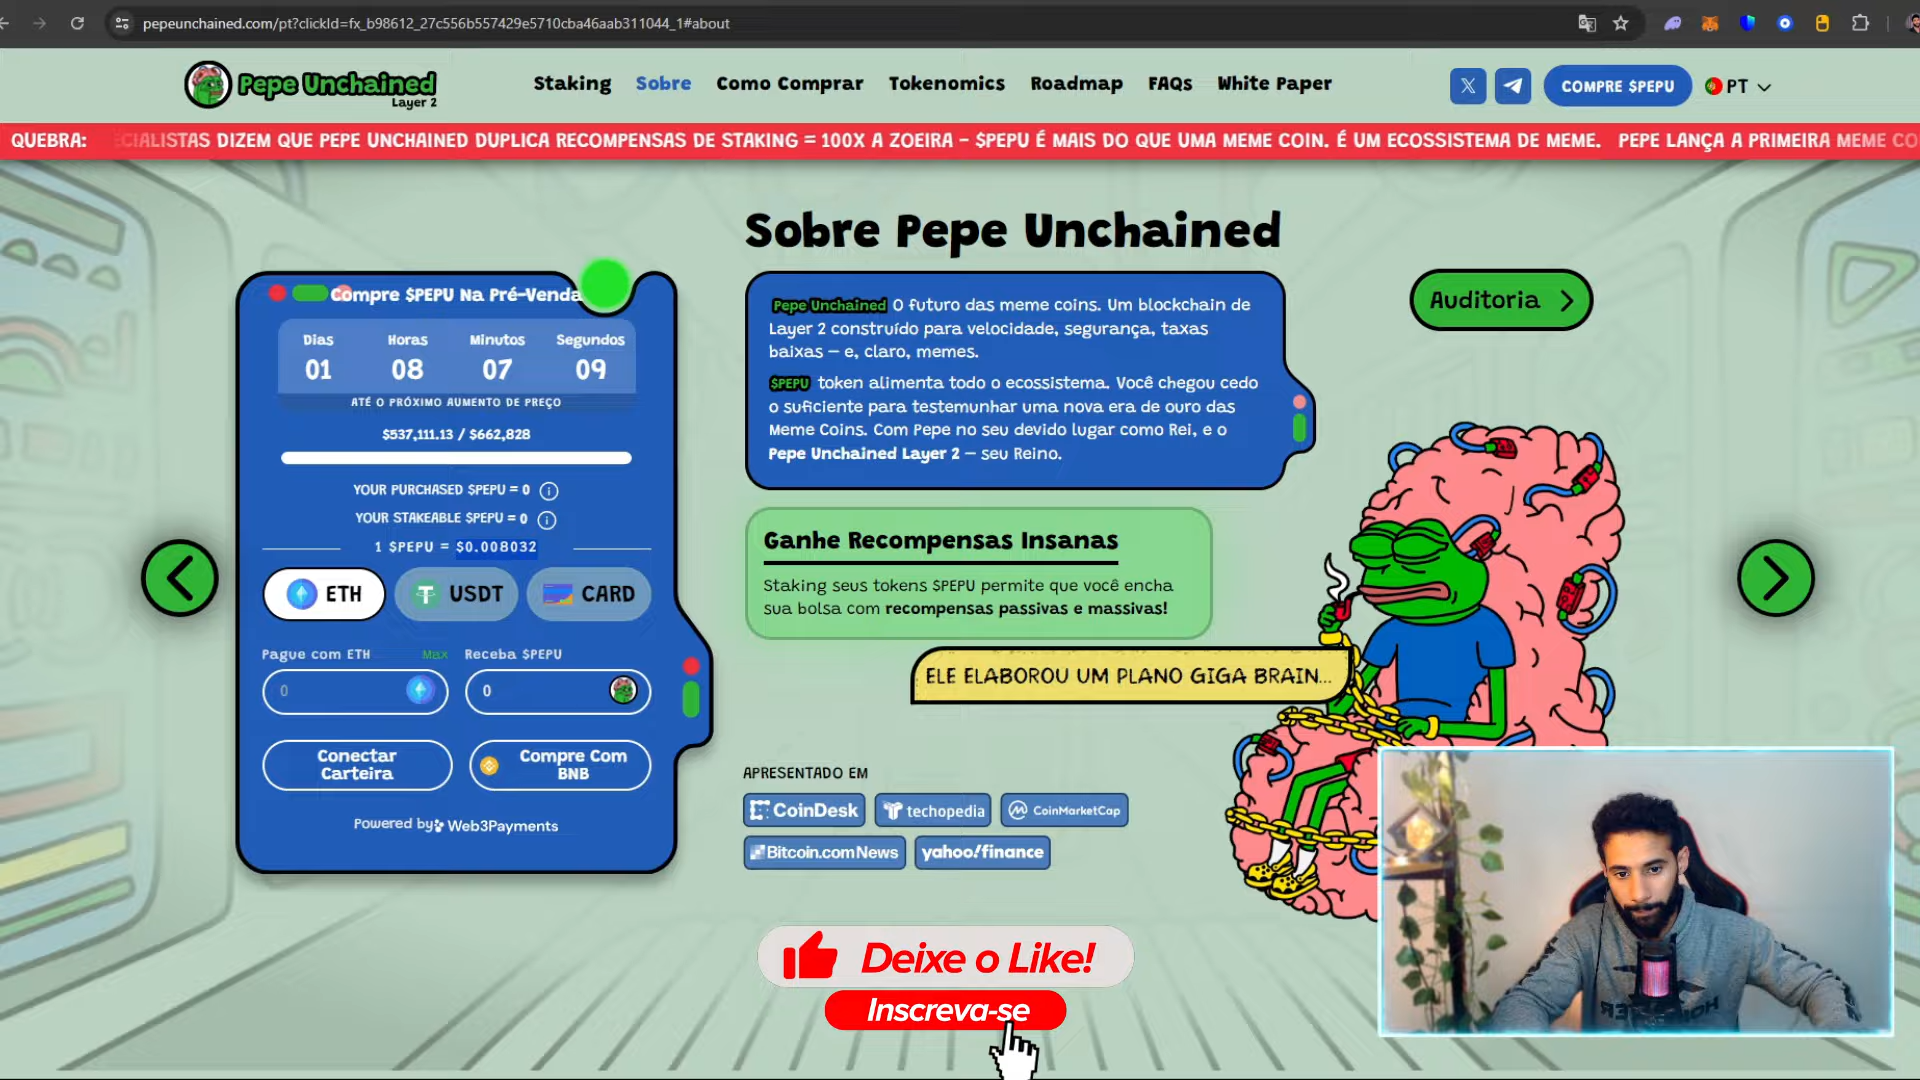 pepeunchained.com/pt?clickId=fx_b98612_27c556b557429e5710cba46aab311044_1#about
Pepe Unchained
Layer 2
Staking
Sobre
Como Comprar
Tokenomics
Roadmap
FAQs
White Paper
COMPRE $PEPU
PT
QUEBRA:
CIALISTAS DIZEM QUE PEPE UNCHAINED DUPLICA RECOMPENSAS DE STAKING = 100X A ZOEIRA – $PEPU É MAIS DO QUE UMA MEME COIN. É UM ECOSSISTEMA DE MEME.
PEPE LANÇA A PRIMEIRA MEME CO
Sobre Pepe Unchained
Compre $PEPU Na Pré-Venda
Dias
Horas
Minutos
Segundos
01
08
07
09
ATÉ O PRÓXIMO AUMENTO DE PREÇO
$537,111.13 / $662,828
YOUR PURCHASED $PEPU = 0
YOUR STAKEABLE $PEPU = 0
1 $PEPU = $0.008032
ETH
USDT
CARD
Pague com ETH
Max
Receba $PEPU
0
0
Conectar
Carteira
Compre Com
BNB
Powered by Web3Payments
Pepe Unchained O futuro das meme coins. Um blockchain de
Layer 2 construído para velocidade, segurança, taxas
baixas — e, claro, memes.
$PEPU token alimenta todo o ecossistema. Você chegou cedo
o suficiente para testemunhar uma nova era de ouro das
Meme Coins. Com Pepe no seu devido lugar como Rei, e o
Pepe Unchained Layer 2 — seu Reino.
Auditoria
Ganhe Recompensas Insanas
Staking seus tokens $PEPU permite que você encha
sua bolsa com recompensas passivas e massivas!
ELE ELABOROU UM PLANO GIGA BRAIN...
APRESENTADO EM
CoinDesk
techopedia
CoinMarketCap
Bitcoin.com News
yahoo!finance
Deixe o Like!
Inscreva-se